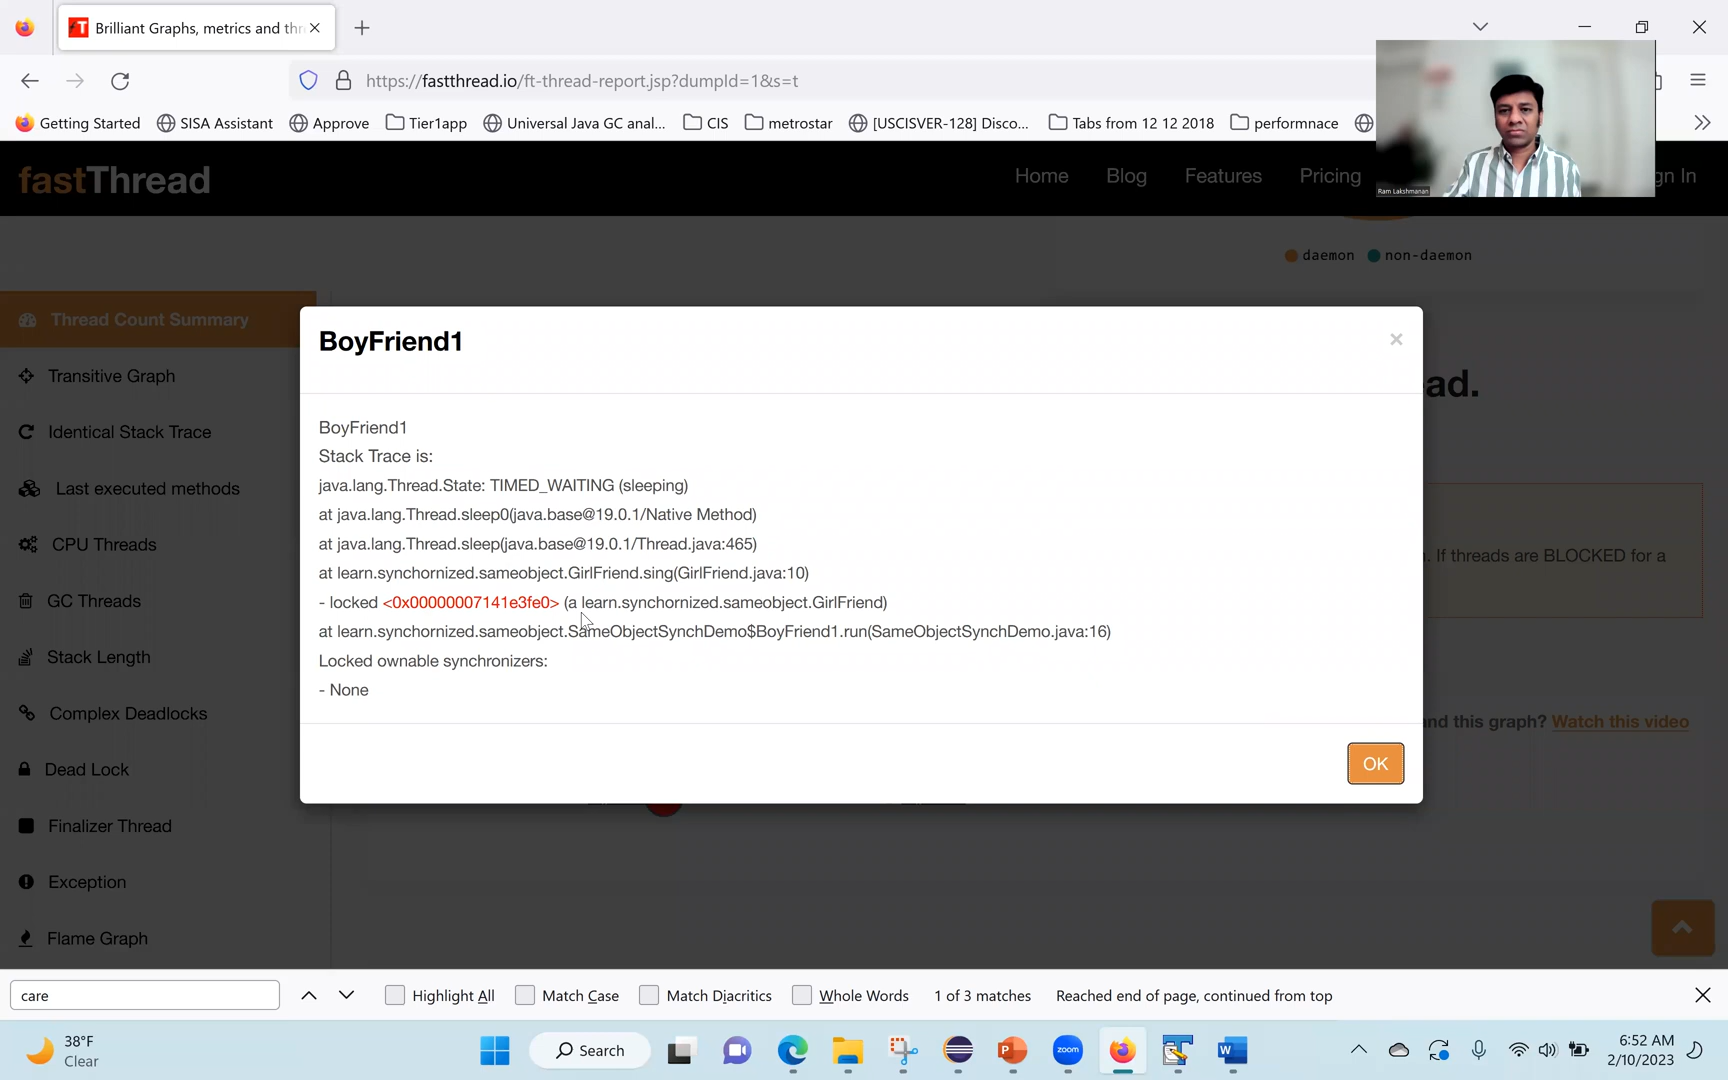 Brilliant Graphs, metrics and thr
https://fastthread.io/ft-thread-report.jsp?dumpId=1&s=t
Getting Started
SISA Assistant
Approve
Tier1app
Universal Java GC anal...
CIS
metrostar
[USCISVER-128] Disco...
Tabs from 12 12 2018
performnace
Ram Lakshmanan
fastThread
Home
Blog
Features
Pricing
gn In
daemon
non-daemon
Thread Count Summary
Transitive Graph
Identical Stack Trace
Last executed methods
CPU Threads
GC Threads
Stack Length
Complex Deadlocks
Dead Lock
Finalizer Thread
Exception
Flame Graph
ad.
. If threads are BLOCKED for a
nd this graph? Watch this video
BoyFriend1
×
BoyFriend1
Stack Trace is:
java.lang.Thread.State: TIMED_WAITING (sleeping)
at java.lang.Thread.sleep0(java.base@19.0.1/Native Method)
at java.lang.Thread.sleep(java.base@19.0.1/Thread.java:465)
at learn.synchornized.sameobject.GirlFriend.sing(GirlFriend.java:10)
- locked <0x00000007141e3fe0> (a learn.synchornized.sameobject.GirlFriend)
at learn.synchornized.sameobject.SameObjectSynchDemo$BoyFriend1.run(SameObjectSynchDemo.java:16)
Locked ownable synchronizers:
- None
OK
care
Highlight All
Match Case
Match Diacritics
Whole Words
1 of 3 matches
Reached end of page, continued from top
38°F
Clear
Search
zoom
6:52 AM
2/10/2023